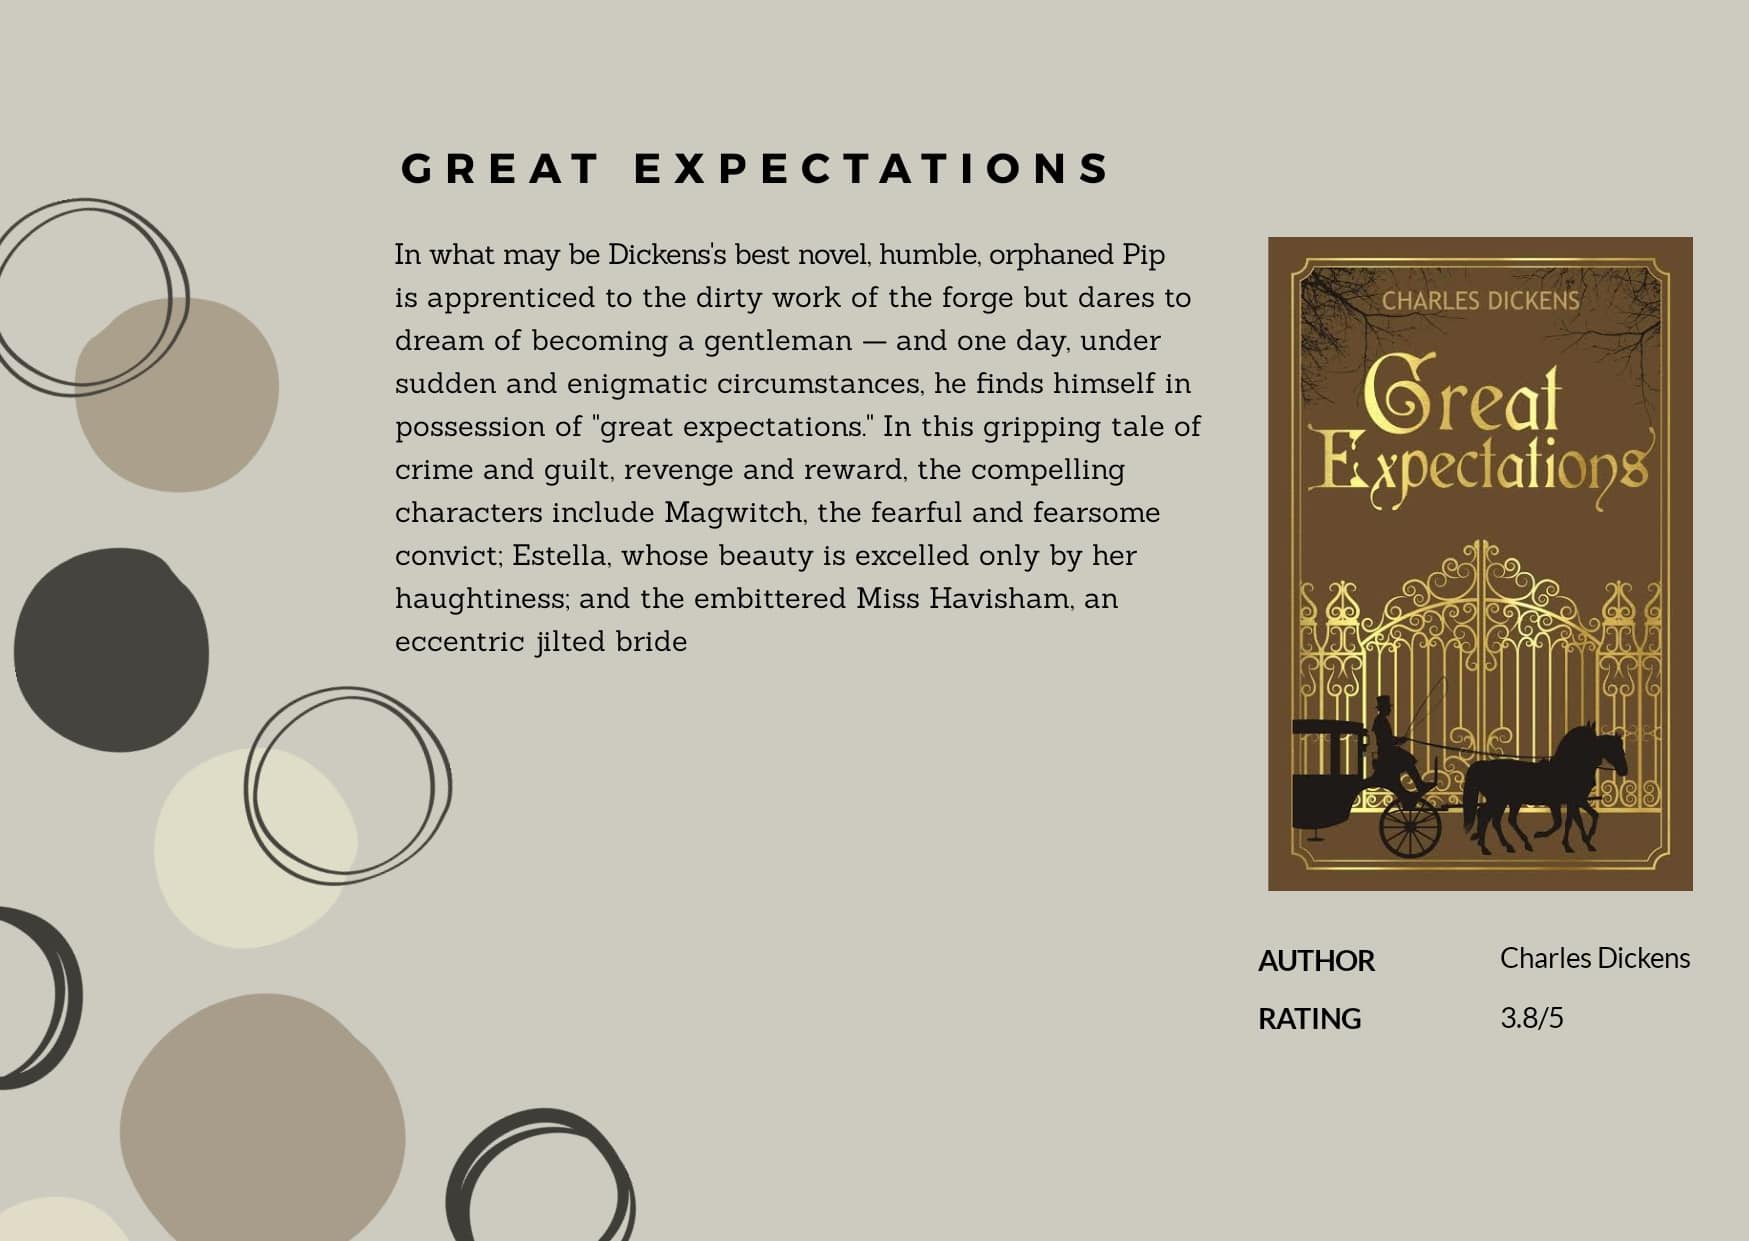 GREAT EXPECTATIONS
In what may be Dickens's best novel, humble, orphaned Pip
is apprenticed to the dirty work of the forge but dares to
dream of becoming a gentleman — and one day, under
sudden and enigmatic circumstances, he finds himself in
possession of "great expectations." In this gripping tale of
crime and guilt, revenge and reward, the compelling
characters include Magwitch, the fearful and fearsome
convict; Estella, whose beauty is excelled only by her
haughtiness; and the embittered Miss Havisham, an
eccentric jilted bride
CHARLES DICKENS
Great
Expectations
AUTHOR Charles Dickens
RATING 3.8/5